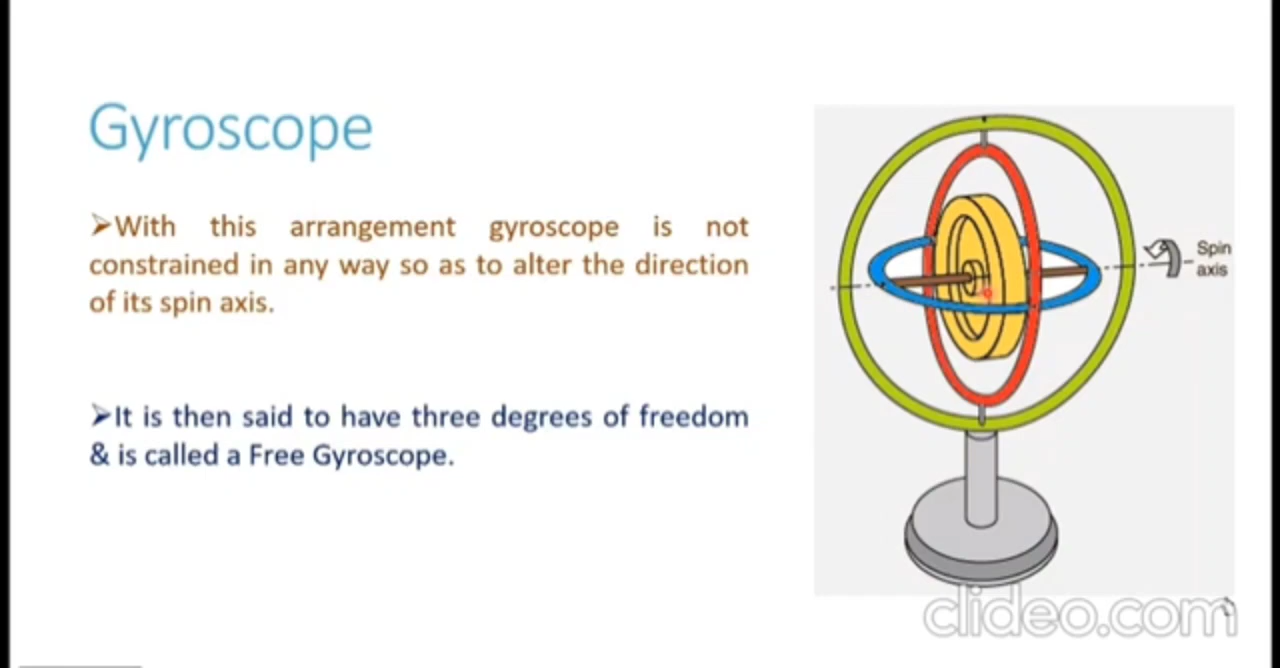 Gyroscope
➢With this arrangement gyroscope is not
constrained in any way so as to alter the direction
of its spin axis.
➢It is then said to have three degrees of freedom
& is called a Free Gyroscope.
Spin
axis
clideo.com